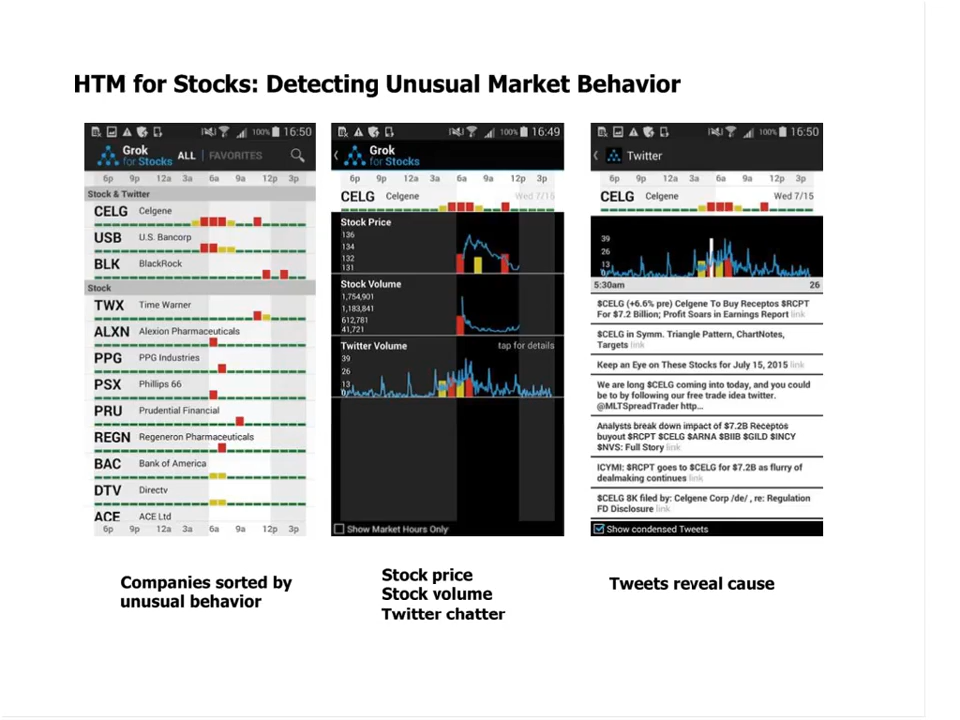 HTM for Stocks: Detecting Unusual Market Behavior
100% 16:50
Grok
for Stocks
ALL | FAVORITES
6p 9p 12a 3a 6a 9a 12p 3p
Stock & Twitter
CELG Celgene
USB U.S. Bancorp
BLK BlackRock
Stock
TWX Time Warner
ALXN Alexion Pharmaceuticals
PPG PPG Industries
PSX Phillips 66
PRU Prudential Financial
REGN Regeneron Pharmaceuticals
BAC Bank of America
DTV Directv
ACE ACE Ltd
6p 9p 12a 3a 6a 9a 12p 3p
Companies sorted by
unusual behavior
100% 16:49
Grok
for Stocks
6p 9p 12a 3a 6a 9a 12p 3p
CELG Celgene Wed 7/15
Stock Price
136
134
132
131
Stock Volume
1,754,901
1,183,841
612,781
41,721
Twitter Volume tap for details
39
26
13
0
Show Market Hours Only
Stock price
Stock volume
Twitter chatter
100% 16:50
Twitter
6p 9p 12a 3a 6a 9a 12p 3p
CELG Celgene Wed 7/15
39
26
13
0
5:30am 26
$CELG (+6.6% pre) Celgene To Buy Receptos $RCPT
For $7.2 Billion; Profit Soars in Earnings Report link
$CELG in Symm. Triangle Pattern, ChartNotes,
Targets link
Keep an Eye on These Stocks for July 15, 2015 link
We are long $CELG coming into today, and you could
be to by following our free trade idea twitter.
@MLTSpreadTrader http...
Analysts break down impact of $7.2B Receptos
buyout $RCPT $CELG $ARNA $BIIB $GILD $INCY
$NVS: Full Story link
ICYMI: $RCPT goes to $CELG for $7.2B as flurry of
dealmaking continues link
$CELG 8K filed by: Celgene Corp /de/ , re: Regulation
FD Disclosure link
Show condensed Tweets
Tweets reveal cause